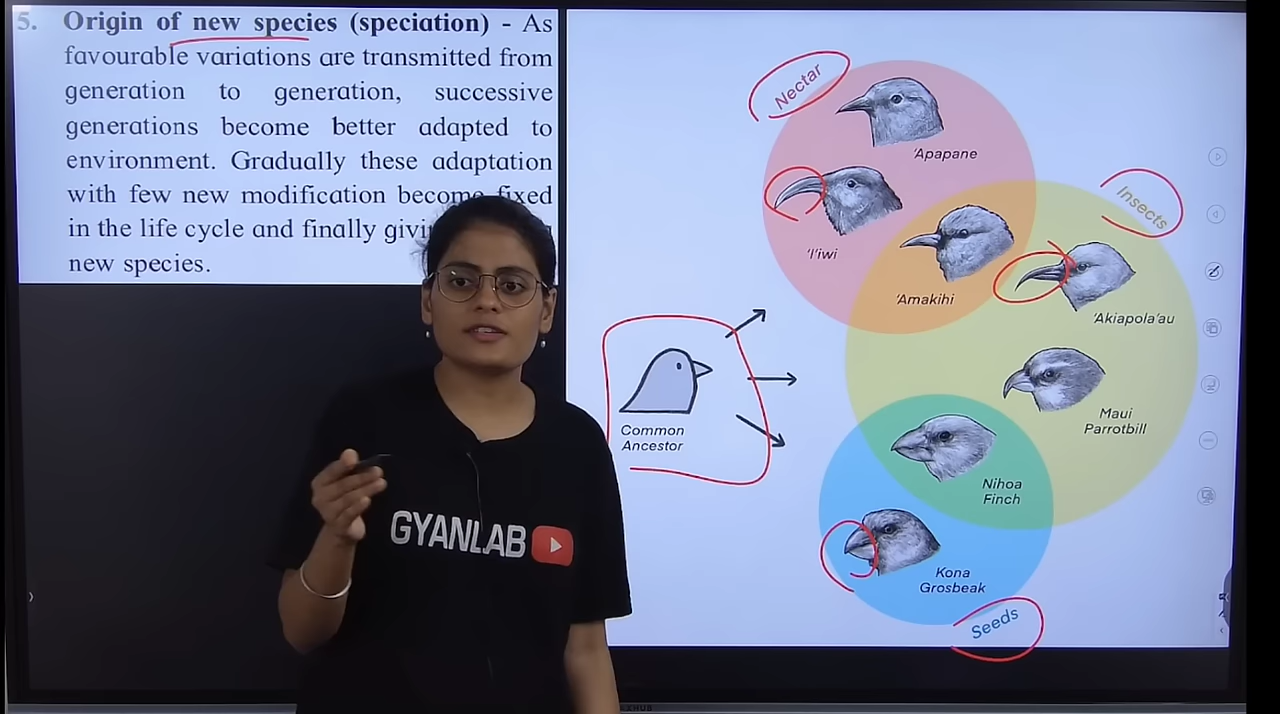 5. Origin of new species (speciation) - As
favourable variations are transmitted from
generation to generation, successive
generations become better adapted to
environment. Gradually these adaptation
with few new modification become fixed
in the life cycle and finally
new species.
Nectar
'Apapane
'I'iwi
'Amakihi
Insects
'Akiapola'au
Maui
Parrotbill
Nihoa
Finch
Kona
Grosbeak
Seeds
Common
Ancestor
GYANLAB